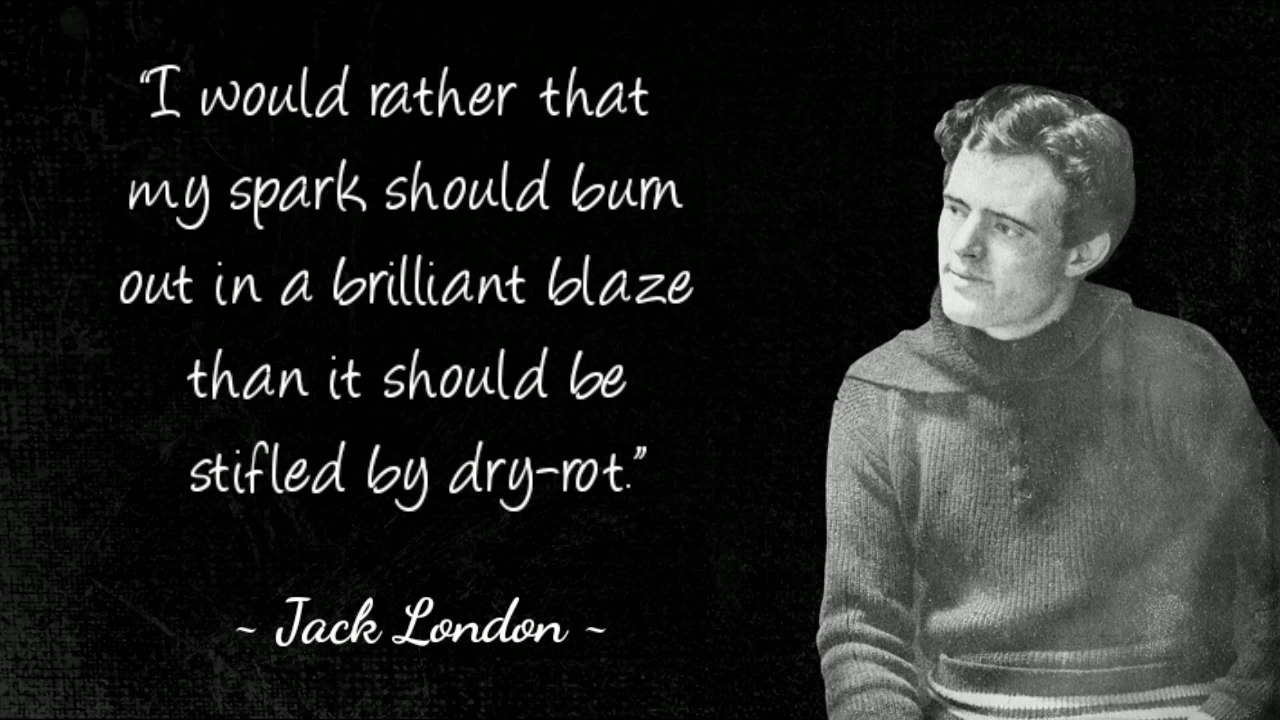 “I would rather that
my spark should burn
out in a brilliant blaze
than it should be
stifled by dry-rot.”
~ Jack London ~